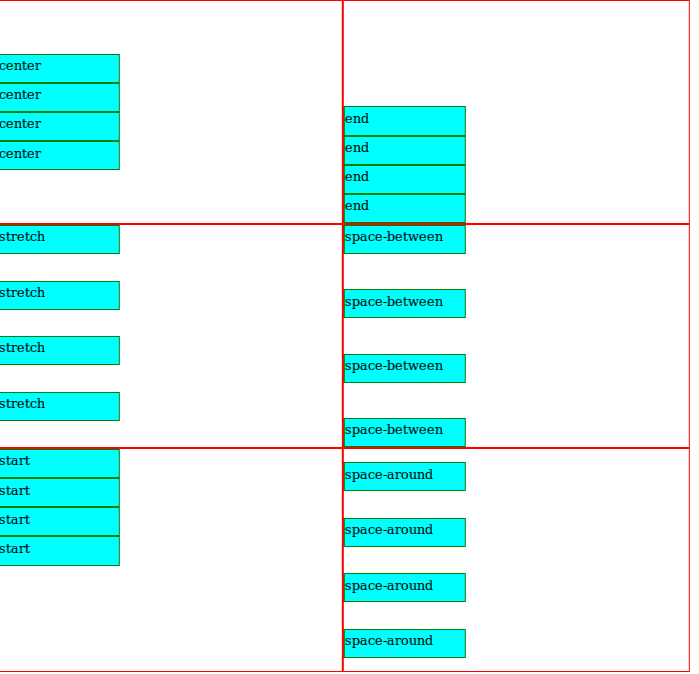 center
center
center
center
end
end
end
end
stretch
stretch
stretch
stretch
space-between
space-between
space-between
space-between
start
start
start
start
space-around
space-around
space-around
space-around